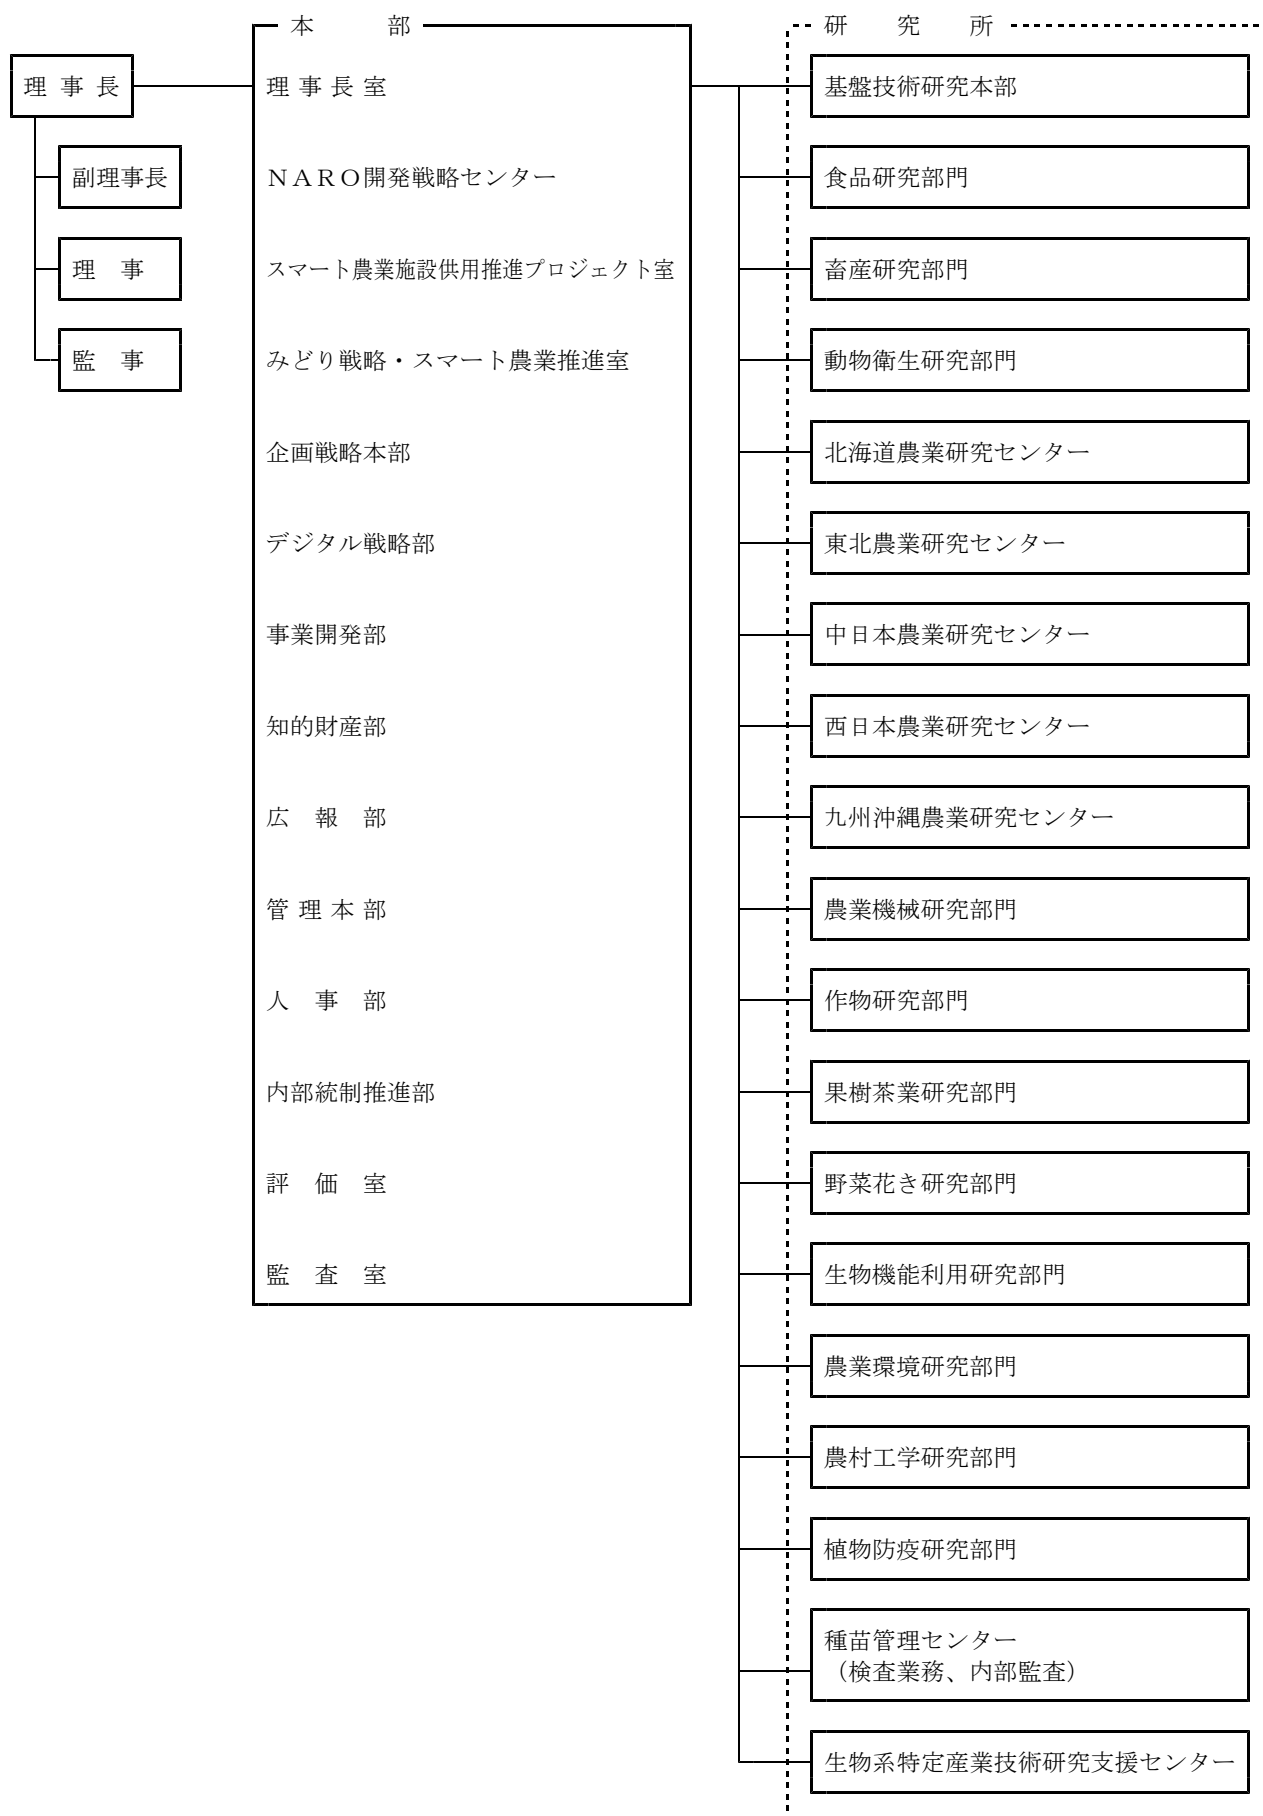 理 事 長
副理事長
理　事
監　事
本　　　部
理 事 長 室
ＮＡＲＯ開発戦略センター
スマート農業施設供用推進プロジェクト室
みどり戦略・スマート農業推進室
企画戦略本部
デジタル戦略部
事業開発部
知的財産部
広　報　部
管 理 本 部
人　事　部
内部統制推進部
評　価　室
監　査　室
研　　究　　所
基盤技術研究本部
食品研究部門
畜産研究部門
動物衛生研究部門
北海道農業研究センター
東北農業研究センター
中日本農業研究センター
西日本農業研究センター
九州沖縄農業研究センター
農業機械研究部門
作物研究部門
果樹茶業研究部門
野菜花き研究部門
生物機能利用研究部門
農業環境研究部門
農村工学研究部門
植物防疫研究部門
種苗管理センター
（検査業務、内部監査）
生物系特定産業技術研究支援センター